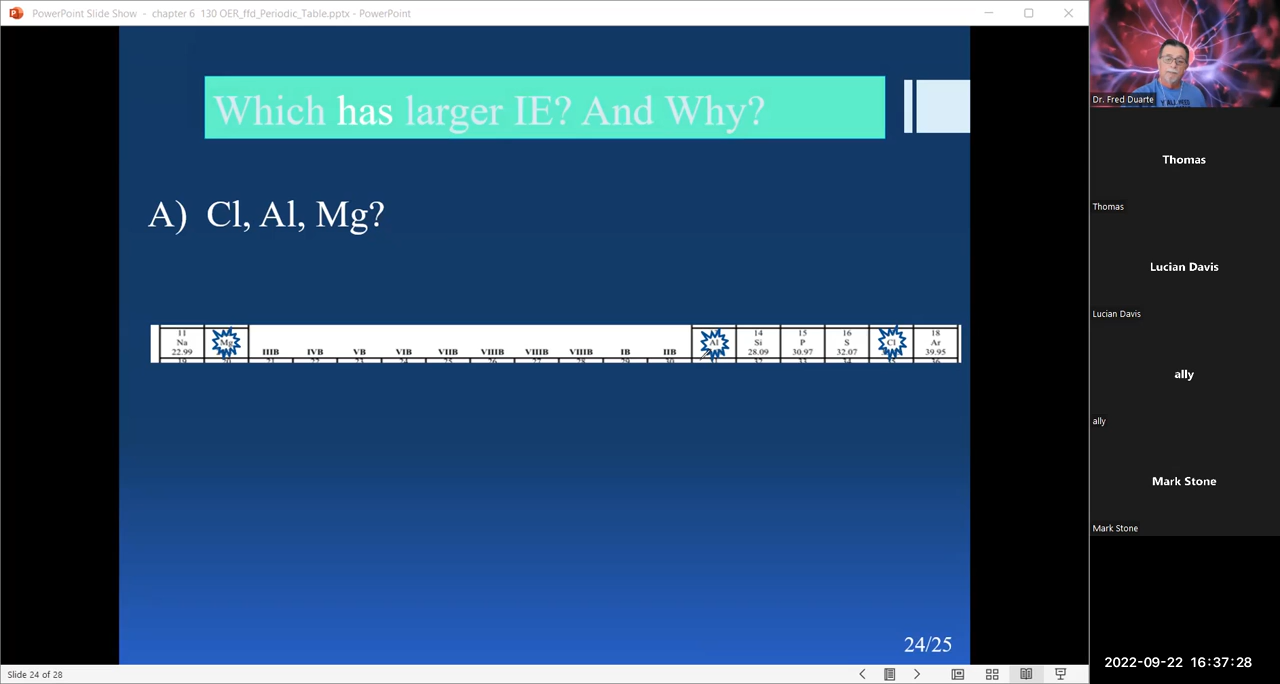 PowerPoint Slide Show - chapter 6 130 OER_ffd_Periodic_Table.pptx - PowerPoint
Which has larger IE? And Why?
A) Cl, Al, Mg?
11 14 15 16 18
Na Mg Al Si P S Cl Ar
22.99 IIIB IVB VB VIB VIIB VIIIB VIIIB VIIIB IB IIB 28.09 30.97 32.07 39.95
24/25
Slide 24 of 28
Dr. Fred Duarte
Thomas
Thomas
Lucian Davis
Lucian Davis
ally
ally
Mark Stone
Mark Stone
2022-09-22 16:37:28